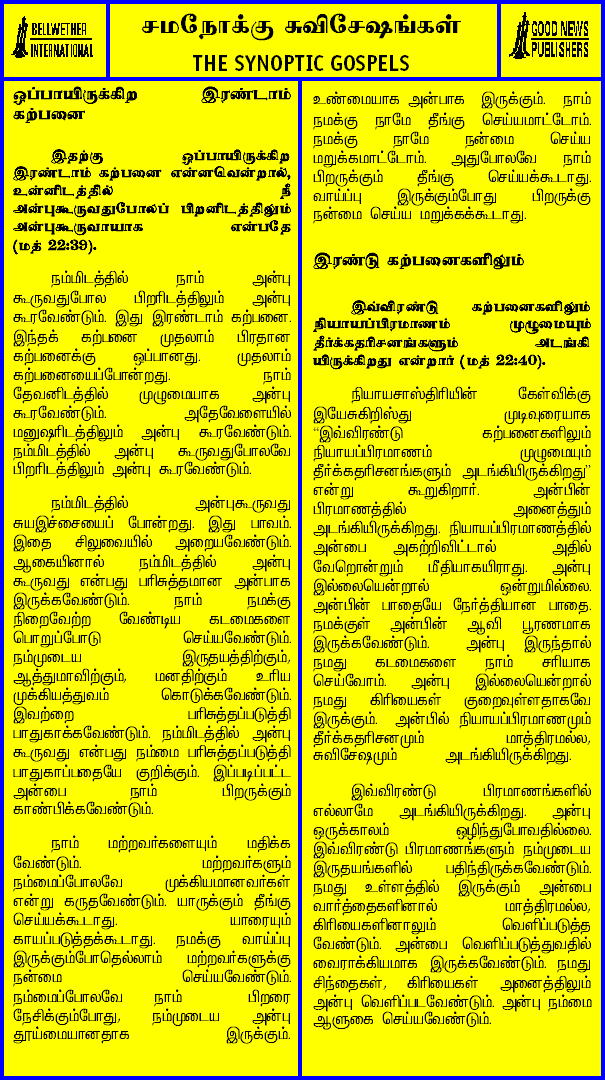 BELLWETHER
INTERNATIONAL
சமநோக்கு சுவிசேஷங்கள்
THE SYNOPTIC GOSPELS
GOOD NEWS
PUBLISHERS
ஒப்பாயிருக்கிற இரண்டாம்
கற்பனை
இதற்கு ஒப்பாயிருக்கிற
இரண்டாம் கற்பனை என்னவென்றால்,
உன்னிடத்தில் நீ
அன்புகூருவதுபோலப் பிறனிடத்திலும்
அன்புகூருவாயாக என்பதே
(மத் 22:39).
நம்மிடத்தில் நாம் அன்பு
கூருவதுபோல பிறரிடத்திலும் அன்பு
கூரவேண்டும். இது இரண்டாம் கற்பனை.
இந்தக் கற்பனை முதலாம் பிரதான
கற்பனைக்கு ஒப்பானது. முதலாம்
கற்பனையைப்போன்றது. நாம்
தேவனிடத்தில் முழுமையாக அன்பு
கூரவேண்டும். அதேவேளையில்
மனுஷரிடத்திலும் அன்பு கூரவேண்டும்.
நம்மிடத்தில் அன்பு கூருவதுபோலவே
பிறரிடத்திலும் அன்பு கூரவேண்டும்.
நம்மிடத்தில் அன்புகூருவது
சுயஇச்சையைப் போன்றது. இது பாவம்.
இதை சிலுவையில் அறையவேண்டும்.
ஆகையினால் நம்மிடத்தில் அன்பு
கூருவது என்பது பரிசுத்தமான அன்பாக
இருக்கவேண்டும். நாம் நமக்கு
நிறைவேற்ற வேண்டிய கடமைகளை
பொறுப்போடு செய்யவேண்டும்.
நம்முடைய இருதயத்திற்கும்,
ஆத்துமாவிற்கும், மனதிற்கும் உரிய
முக்கியத்துவம் கொடுக்கவேண்டும்.
இவற்றை பரிசுத்தப்படுத்தி
பாதுகாக்கவேண்டும். நம்மிடத்தில் அன்பு
கூருவது என்பது நம்மை பரிசுத்தப்படுத்தி
பாதுகாப்பதையே குறிக்கும். இப்படிப்பட்ட
அன்பை நாம் பிறருக்கும்
காண்பிக்கவேண்டும்.
நாம் மற்றவர்களையும் மதிக்க
வேண்டும். மற்றவர்களும்
நம்மைப்போலவே முக்கியமானவர்கள்
என்று கருதவேண்டும். யாருக்கும் தீங்கு
செய்யக்கூடாது. யாரையும்
காயப்படுத்தக்கூடாது. நமக்கு வாய்ப்பு
இருக்கும்போதெல்லாம் மற்றவர்களுக்கு
நன்மை செய்யவேண்டும்.
நம்மைப்போலவே நாம் பிறரை
நேசிக்கும்போது, நம்முடைய அன்பு
தூய்மையானதாக இருக்கும்.
உண்மையாக அன்பாக இருக்கும். நாம்
நமக்கு நாமே தீங்கு செய்யமாட்டோம்.
நமக்கு நாமே நன்மை செய்ய
மறுக்கமாட்டோம். அதுபோலவே நாம்
பிறருக்கும் தீங்கு செய்யக்கூடாது.
வாய்ப்பு இருக்கும்போது பிறருக்கு
நன்மை செய்ய மறுக்கக்கூடாது.
இரண்டு கற்பனைகளிலும்
இவ்விரண்டு கற்பனைகளிலும்
நியாயப்பிரமாணம் முழுமையும்
தீர்க்கதரிசனங்களும் அடங்கி
யிருக்கிறது என்றார் (மத் 22:40).
நியாயசாஸ்திரியின் கேள்விக்கு
இயேசுகிறிஸ்து முடிவுரையாக
“இவ்விரண்டு கற்பனைகளிலும்
நியாயப்பிரமாணம் முழுமையும்
தீர்க்கதரிசனங்களும் அடங்கியிருக்கிறது”
என்று கூறுகிறார். அன்பின்
பிரமாணத்தில் அனைத்தும்
அடங்கியிருக்கிறது. நியாயப்பிரமாணத்தில்
அன்பை அகற்றிவிட்டால் அதில்
வேறொன்றும் மீதியாகயிராது. அன்பு
இல்லையென்றால் ஒன்றுமில்லை.
அன்பின் பாதையே நேர்த்தியான பாதை.
நமக்குள் அன்பின் ஆவி பூரணமாக
இருக்கவேண்டும். அன்பு இருந்தால்
நமது கடமைகளை நாம் சரியாக
செய்வோம். அன்பு இல்லையென்றால்
நமது கிரியைகள் குறைவுள்ளதாகவே
இருக்கும். அன்பில் நியாயப்பிரமாணமும்
தீர்க்கதரிசனமும் மாத்திரமல்ல,
சுவிசேஷமும் அடங்கியிருக்கிறது.
இவ்விரண்டு பிரமாணங்களில்
எல்லாமே அடங்கியிருக்கிறது. அன்பு
ஒருக்காலும் ஒழிந்துபோவதில்லை.
இவ்விரண்டு பிரமாணங்களும் நம்முடைய
இருதயங்களில் பதிந்திருக்கவேண்டும்.
நமது உள்ளத்தில் இருக்கும் அன்பை
வார்த்தைகளினால் மாத்திரமல்ல,
கிரியைகளினாலும் வெளிப்படுத்த
வேண்டும். அன்பை வெளிப்படுத்துவதில்
வைராக்கியமாக இருக்கவேண்டும். நமது
சிந்தைகள், கிரியைகள் அனைத்திலும்
அன்பு வெளிப்படவேண்டும். அன்பு நம்மை
ஆளுகை செய்யவேண்டும்.